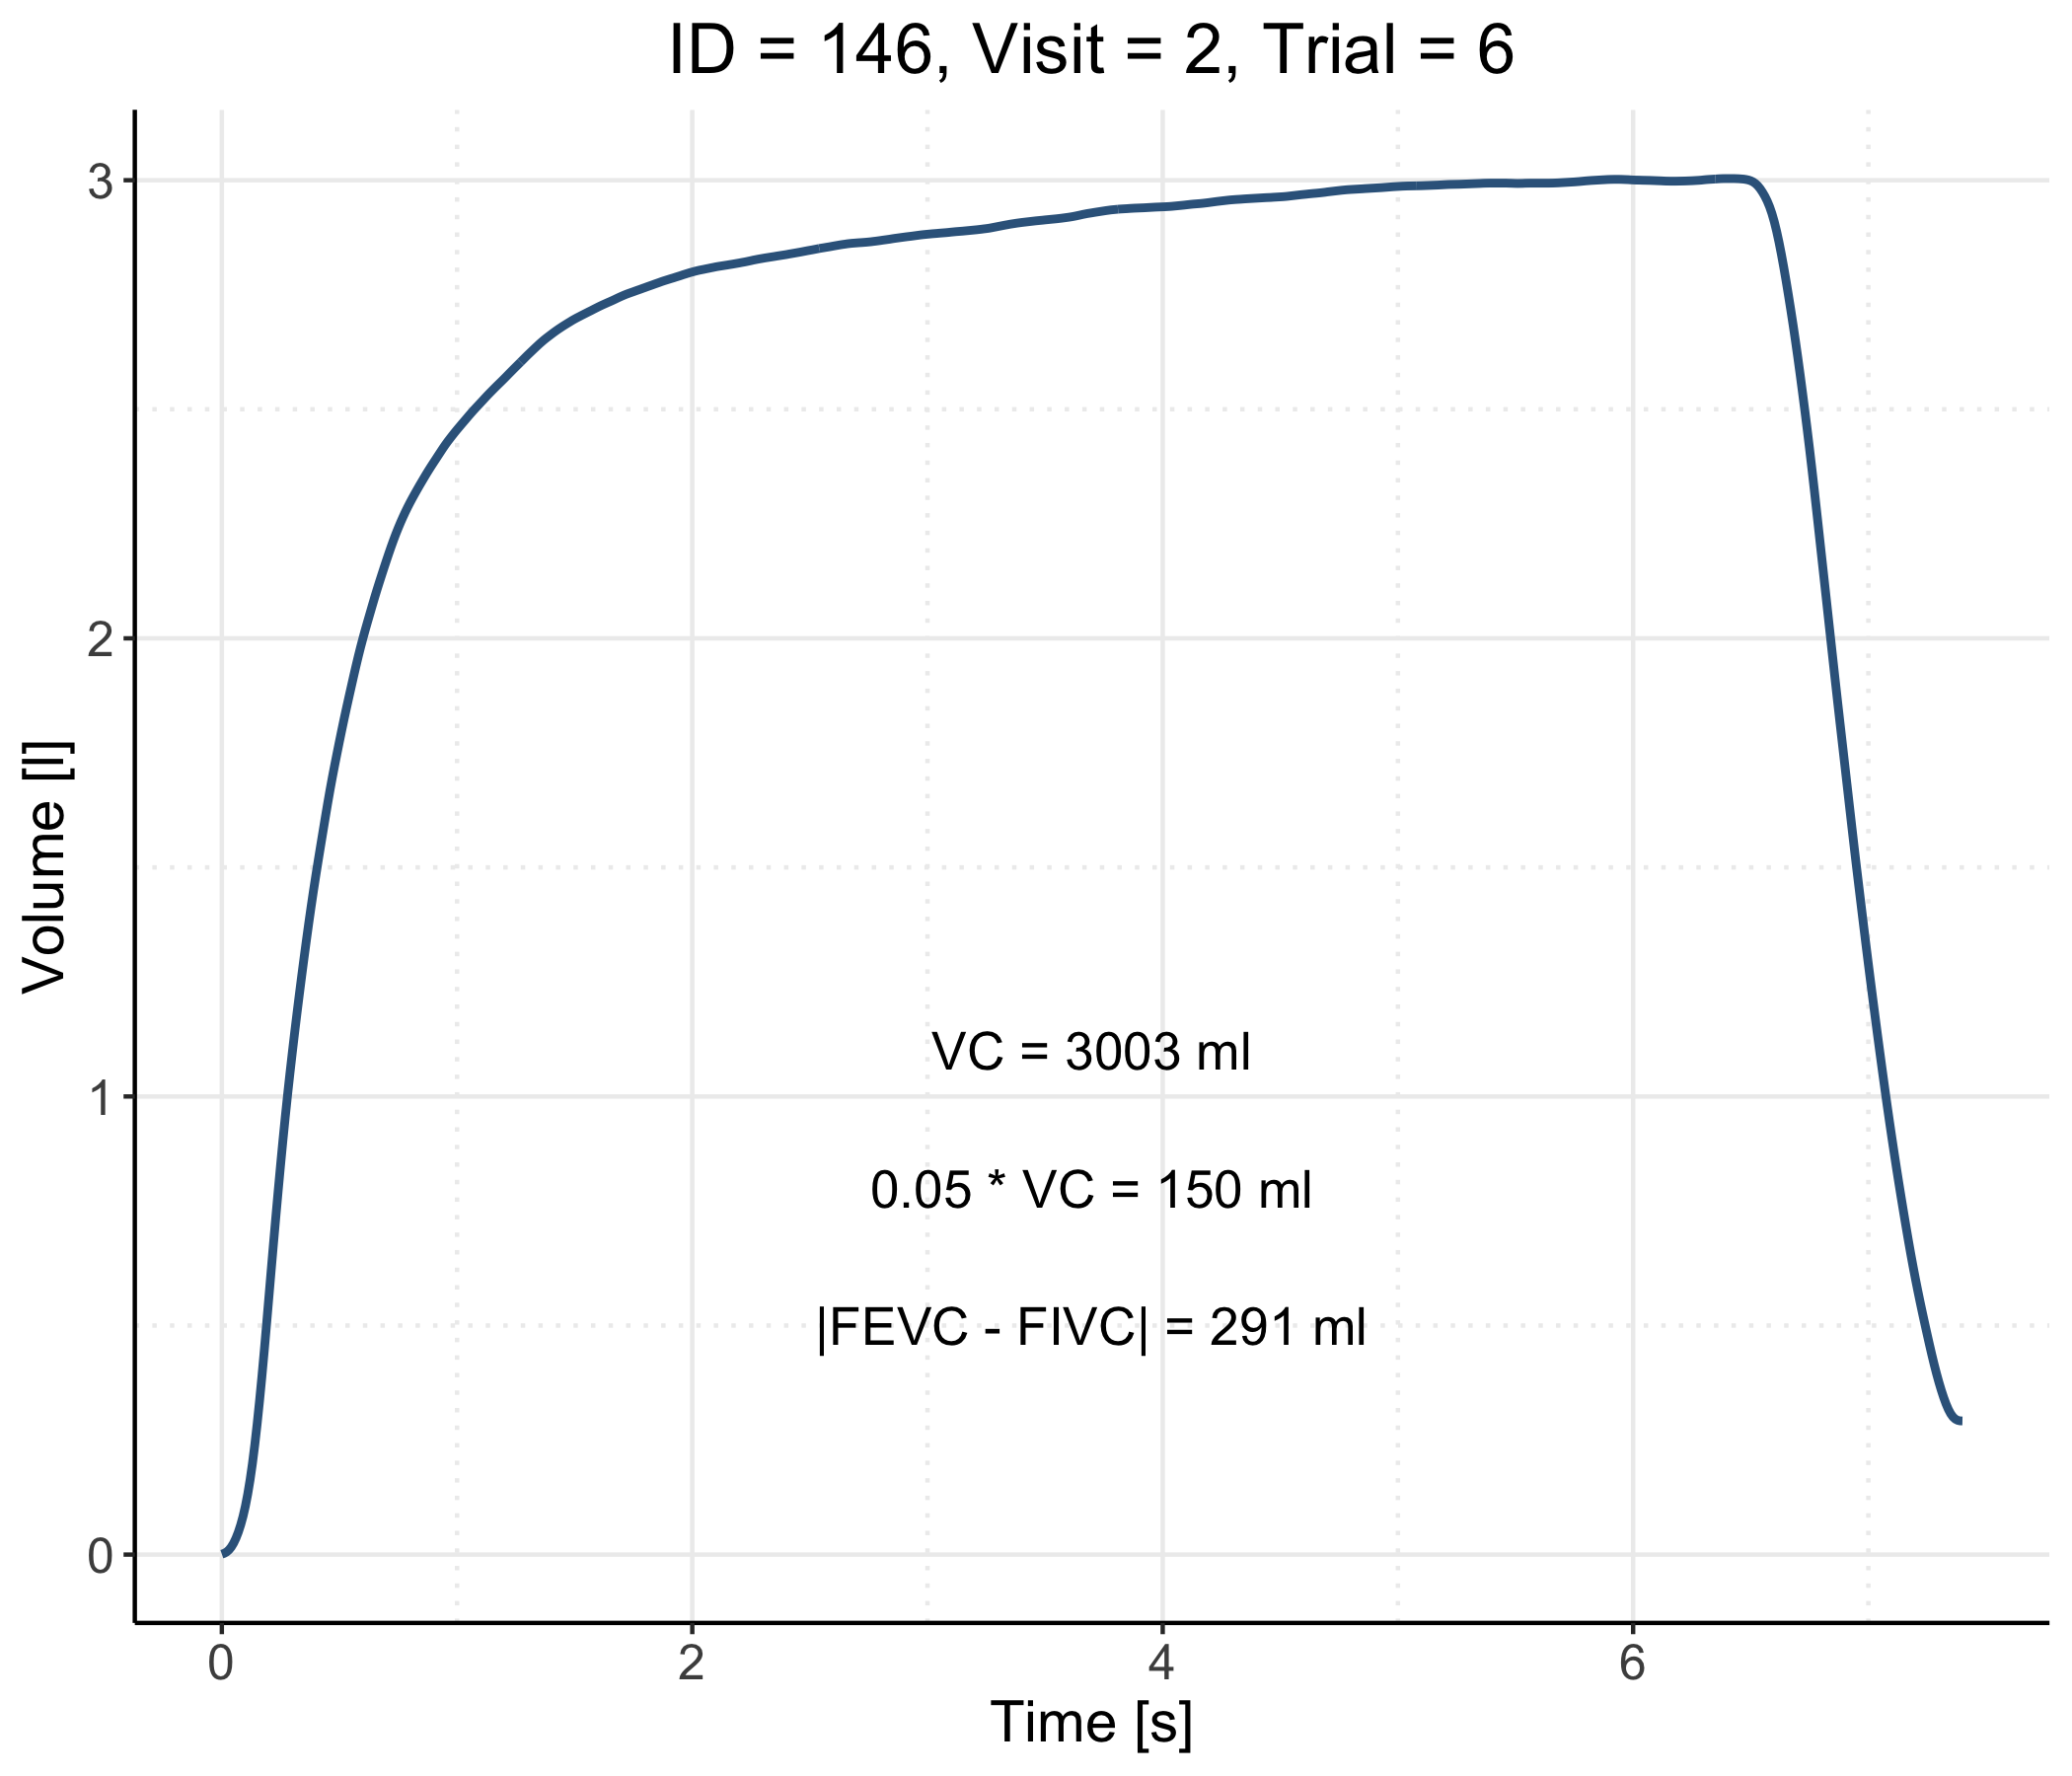 ID = 146, Visit = 2, Trial = 6
3
2
1
0
Volume [l]
VC = 3003 ml
0.05 * VC = 150 ml
|FEVC - FIVC| = 291 ml
0 2 4 6
Time [s]